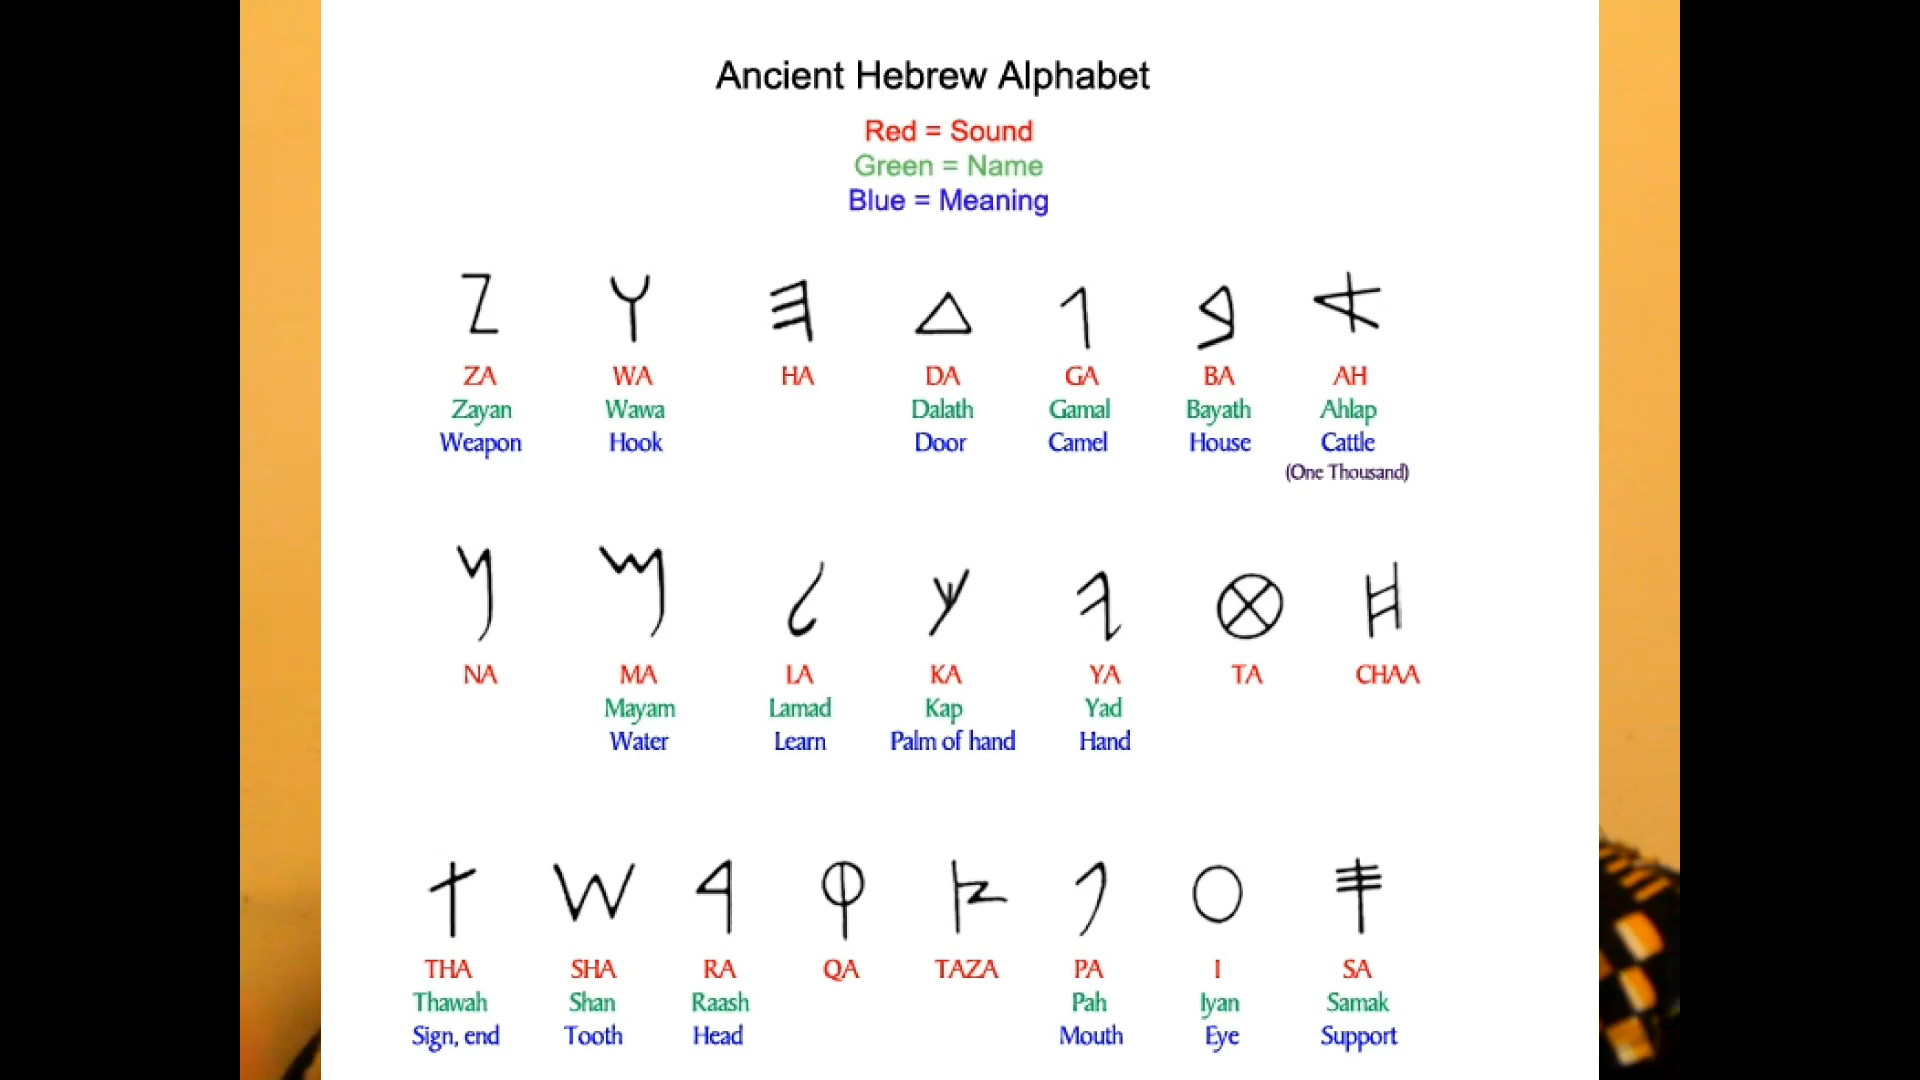 Ancient Hebrew Alphabet
Red = Sound
Green = Name
Blue = Meaning
𐤆 𐤅 𐤄 𐤃 𐤂 𐤁 𐤀
ZA WA HA DA GA BA AH
Zayan Wawa Dalath Gamal Bayath Ahlap
Weapon Hook Door Camel House Cattle
(One Thousand)
𐤍 𐤌 𐤋 𐤊 𐤉 𐤈 𐤇
NA MA LA KA YA TA CHAA
Mayam Lamad Kap Yad
Water Learn Palm of hand Hand
𐤕 𐤔 𐤓 𐤒 𐤑 𐤐 𐤏 𐤎
THA SHA RA QA TAZA PA I SA
Thawah Shan Raash Pah Iyan Samak
Sign, end Tooth Head Mouth Eye Support